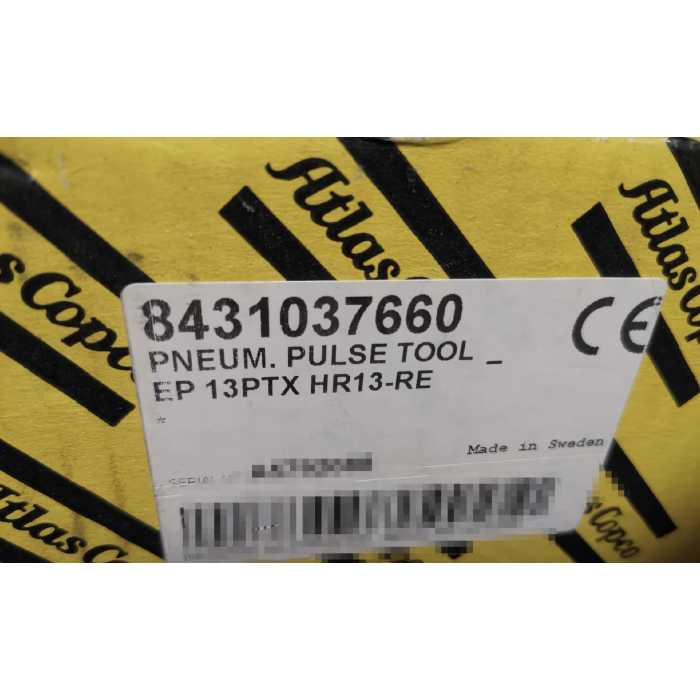 Atlas Copco
Atlas
s Copco
8431037660
PNEUM. PULSE TOOL _
EP 13PTX HR13-RE
*
CE
Made in Sweden
Atlas Copco
s Copco